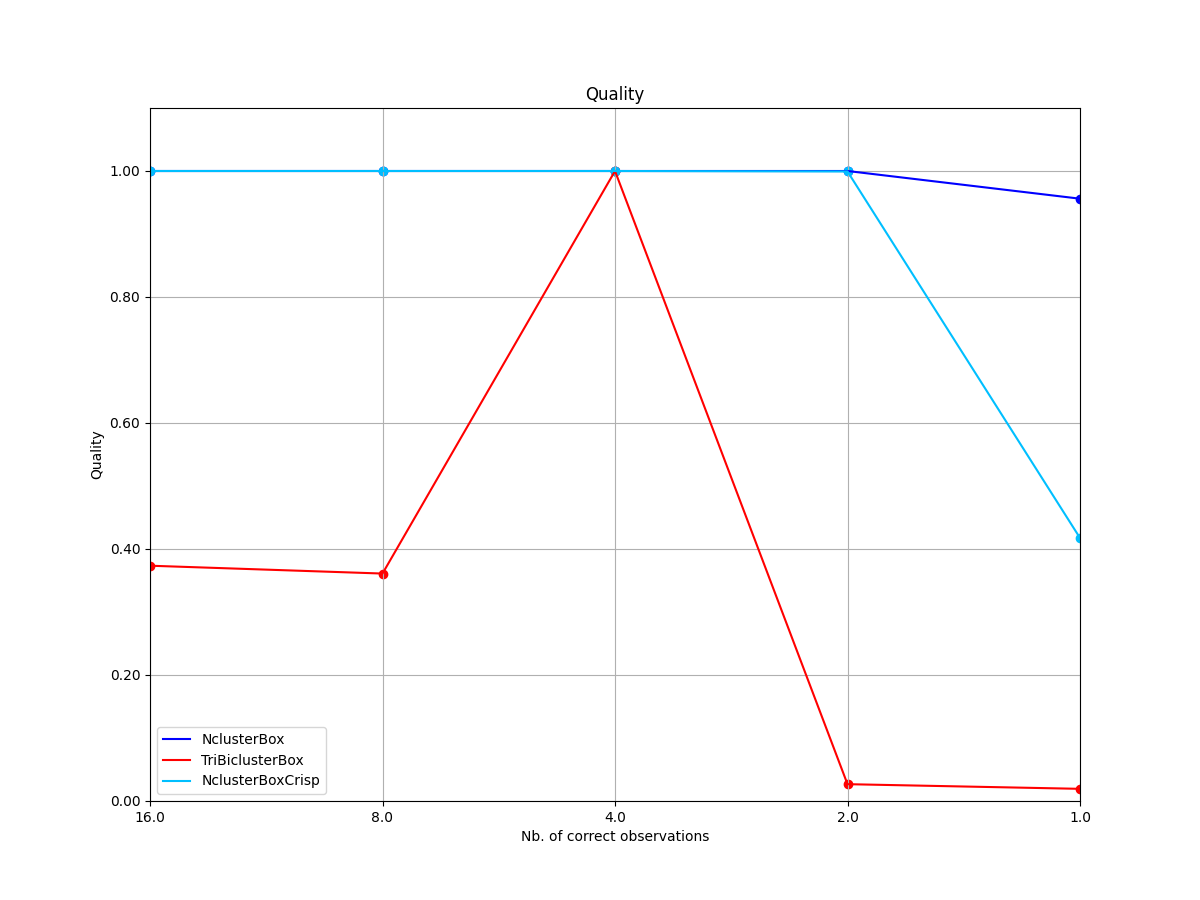 Quality
1.00
0.80
0.60
0.40
0.20
0.00
Quality
NclusterBox
TriBiclusterBox
NclusterBoxCrisp
16.0 8.0 4.0 2.0 1.0
Nb. of correct observations